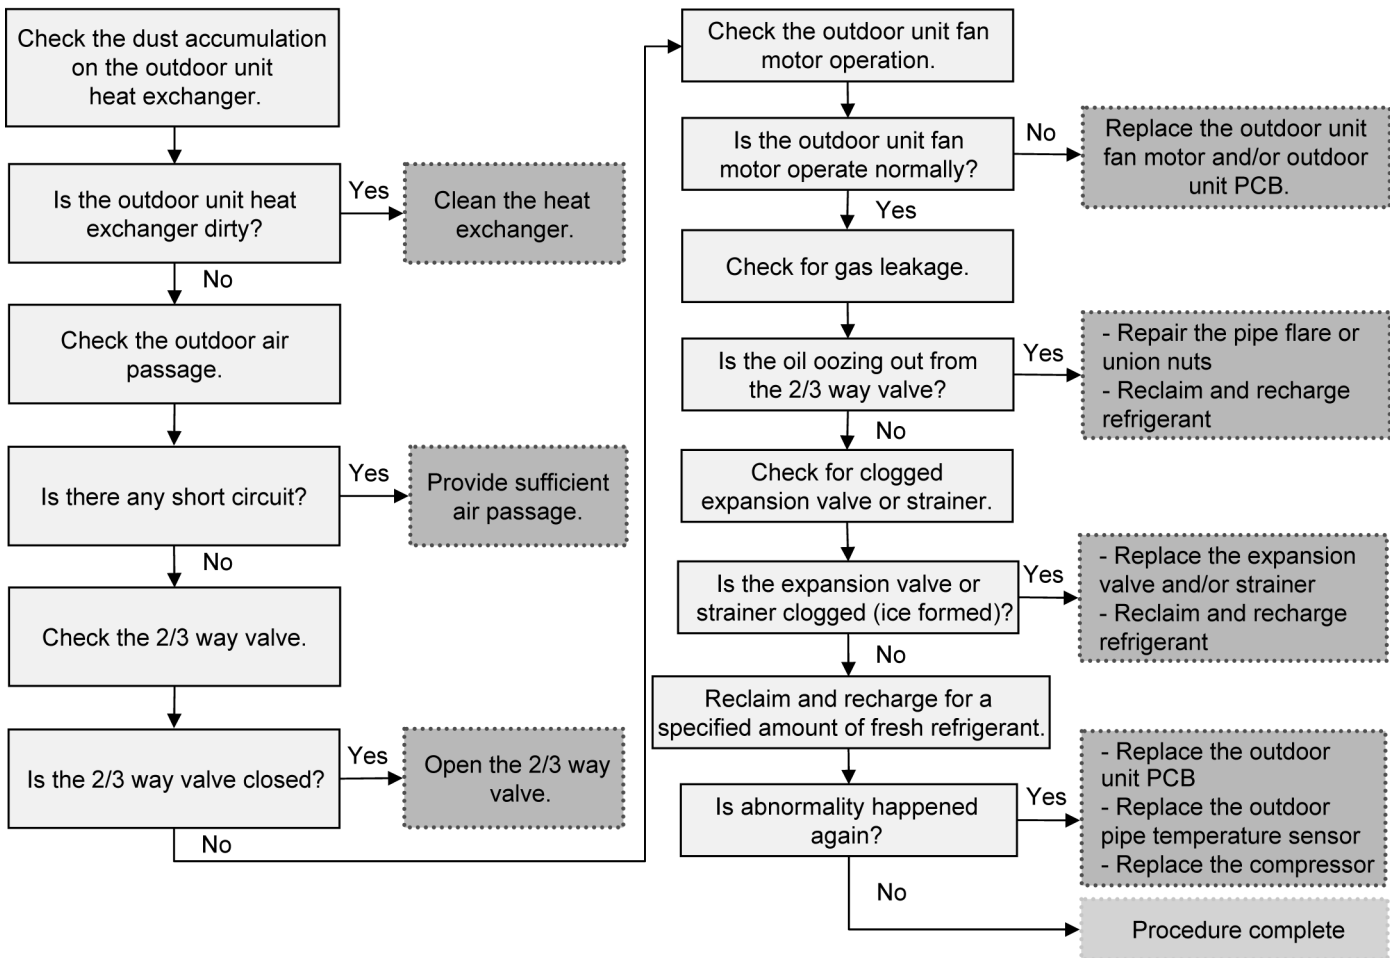 Check the dust accumulation
on the outdoor unit
heat exchanger.
Is the outdoor unit heat
exchanger dirty?
Yes
Clean the heat
exchanger.
No
Check the outdoor air
passage.
Is there any short circuit?
Yes
Provide sufficient
air passage.
No
Check the 2/3 way valve.
Is the 2/3 way valve closed?
Yes
Open the 2/3 way
valve.
No
Check the outdoor unit fan
motor operation.
Is the outdoor unit fan
motor operate normally?
No
Replace the outdoor unit
fan motor and/or outdoor
unit PCB.
Yes
Check for gas leakage.
Is the oil oozing out from
the 2/3 way valve?
Yes
- Repair the pipe flare or
union nuts
- Reclaim and recharge
refrigerant
No
Check for clogged
expansion valve or strainer.
Is the expansion valve or
strainer clogged (ice formed)?
Yes
- Replace the expansion
valve and/or strainer
- Reclaim and recharge
refrigerant
No
Reclaim and recharge for a
specified amount of fresh refrigerant.
Is abnormality happened
again?
Yes
- Replace the outdoor
unit PCB
- Replace the outdoor
pipe temperature sensor
- Replace the compressor
No
Procedure complete